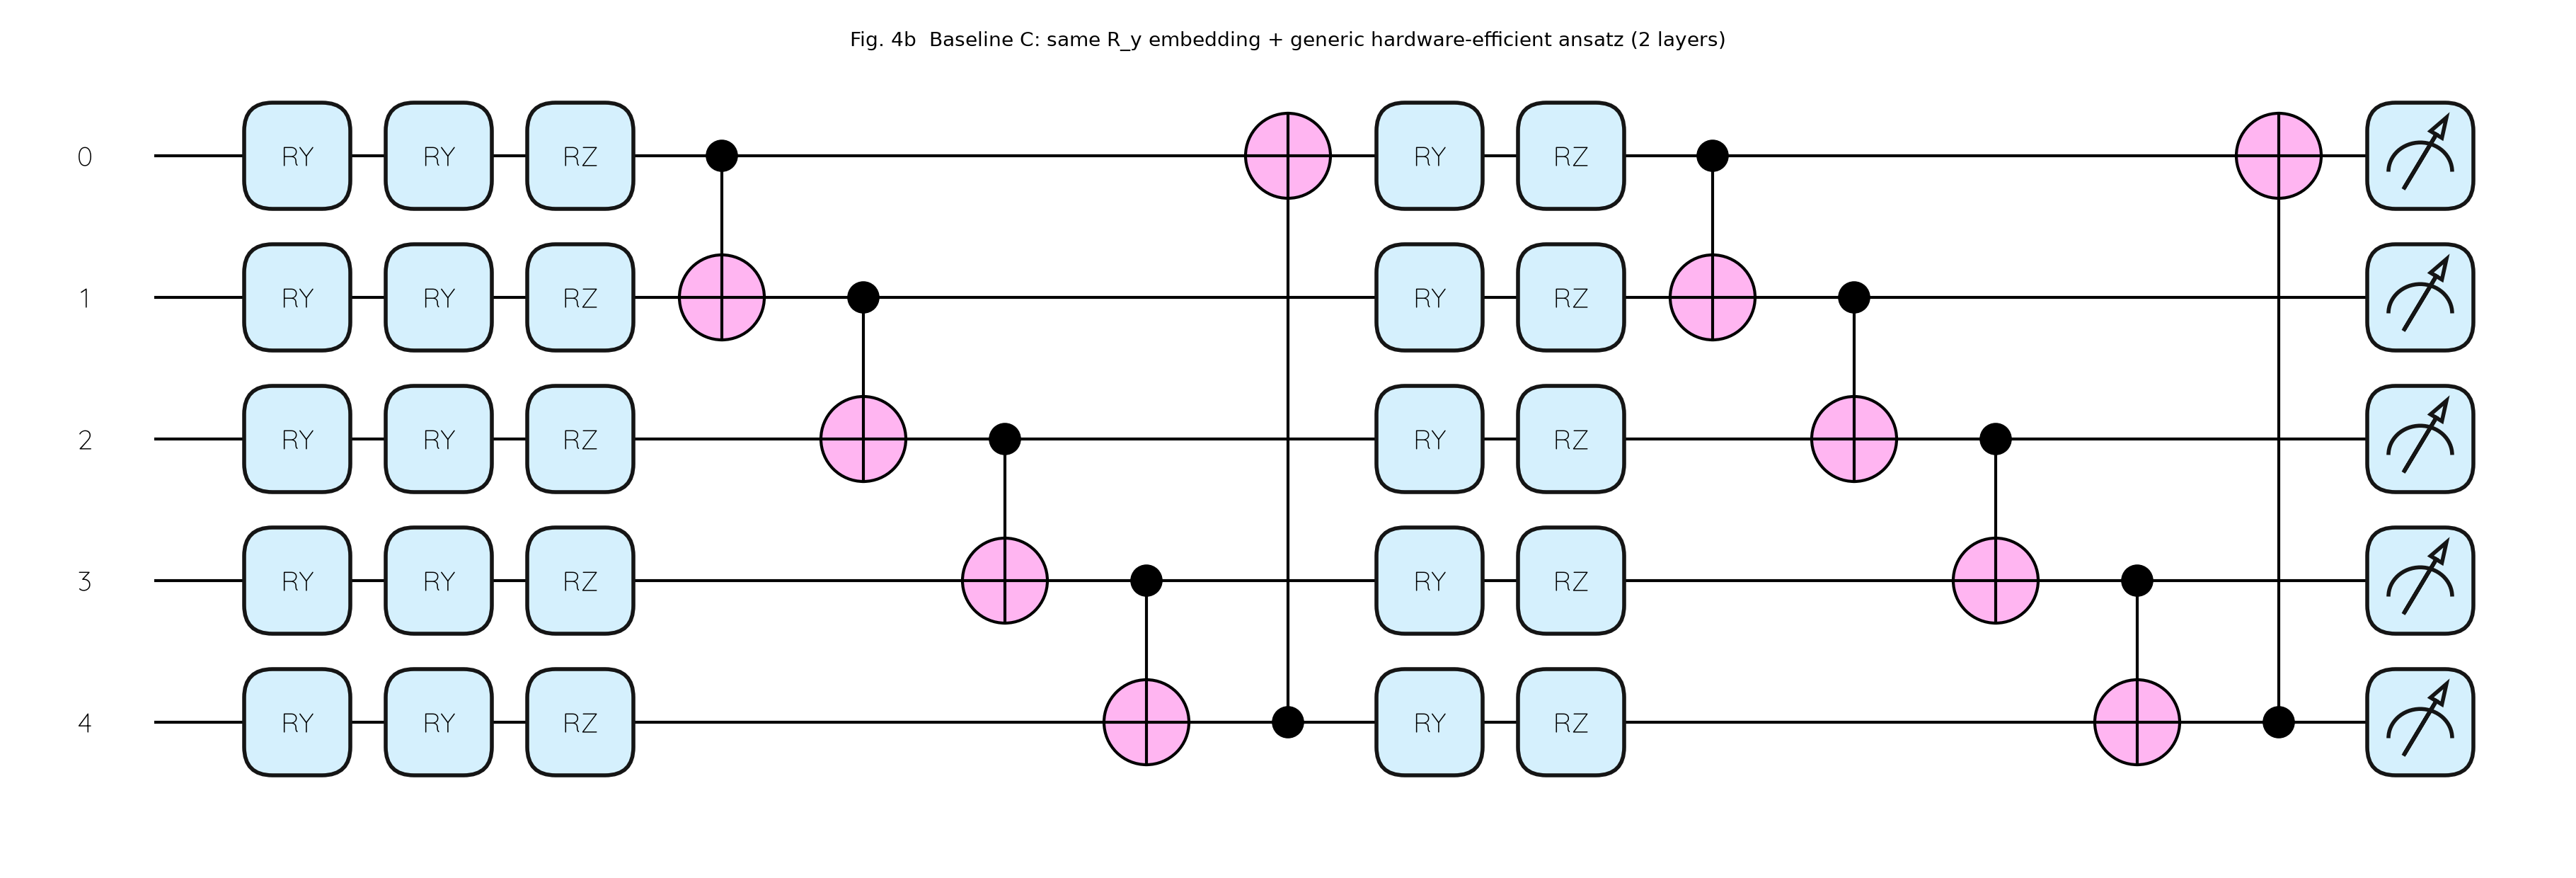 Fig. 4b  Baseline C: same R_y embedding + generic hardware-efficient ansatz (2 layers)
0 RY RY RZ RY RZ
1 RY RY RZ RY RZ
2 RY RY RZ RY RZ
3 RY RY RZ RY RZ
4 RY RY RZ RY RZ